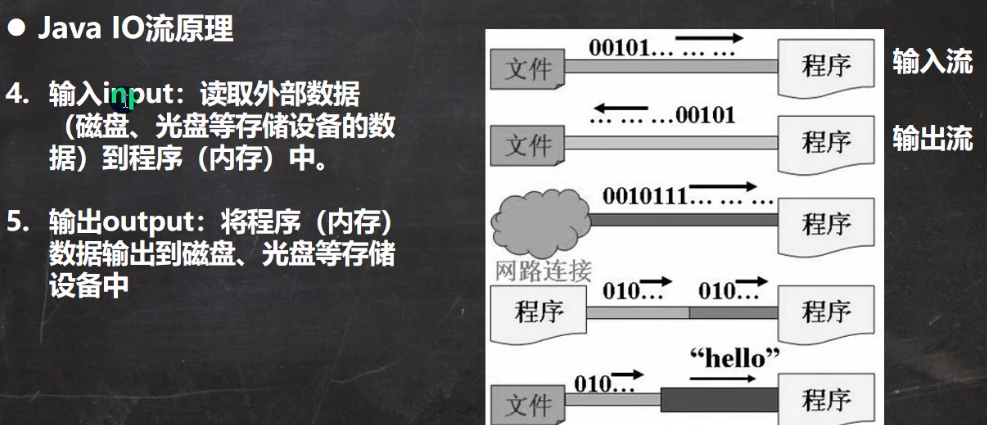 ● Java IO流原理
4. 输入input：读取外部数据
（磁盘、光盘等存储设备的数
据）到程序（内存）中。
5. 输出output：将程序（内存）
数据输出到磁盘、光盘等存储
设备中
00101... ... ...
文件
程序
输入流
... ... ...00101
文件
程序
输出流
0010111... ... ...
程序
网路连接
010...
010...
程序
程序
“hello”
010...
文件
程序